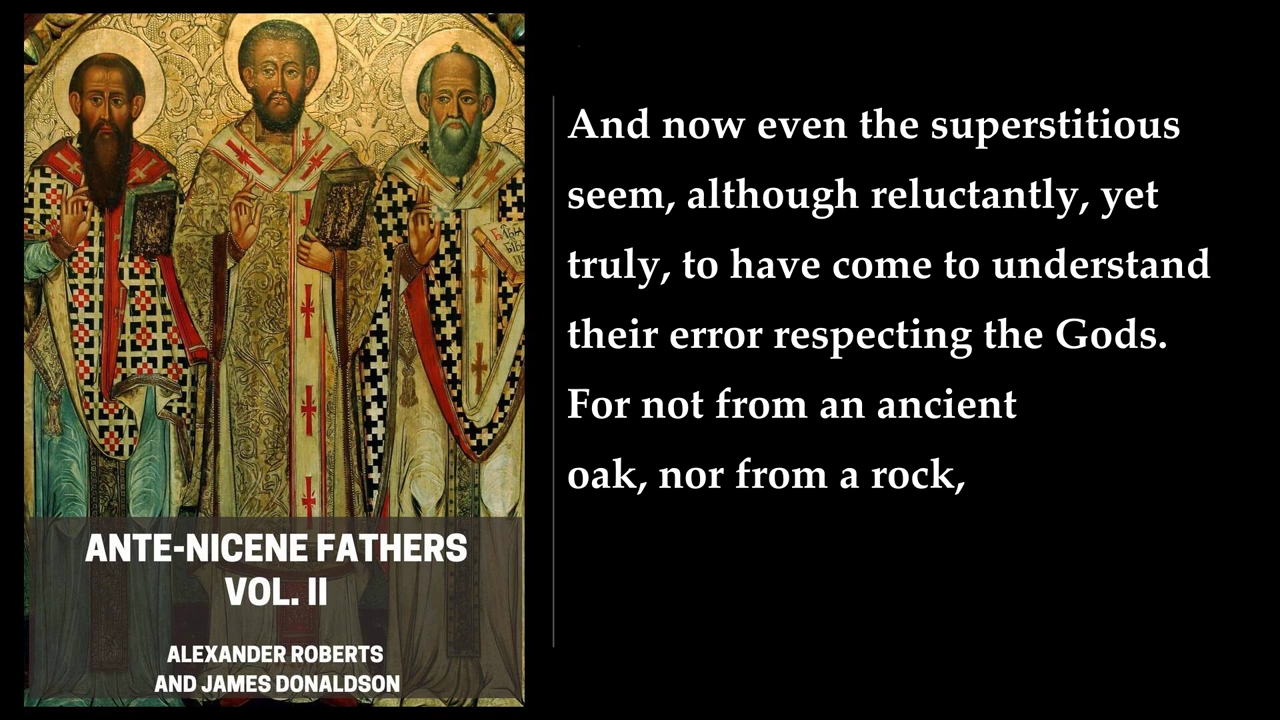 ANTE-NICENE FATHERS
VOL. II
ALEXANDER ROBERTS
AND JAMES DONALDSON
And now even the superstitious
seem, although reluctantly, yet
truly, to have come to understand
their error respecting the Gods.
For not from an ancient
oak, nor from a rock,